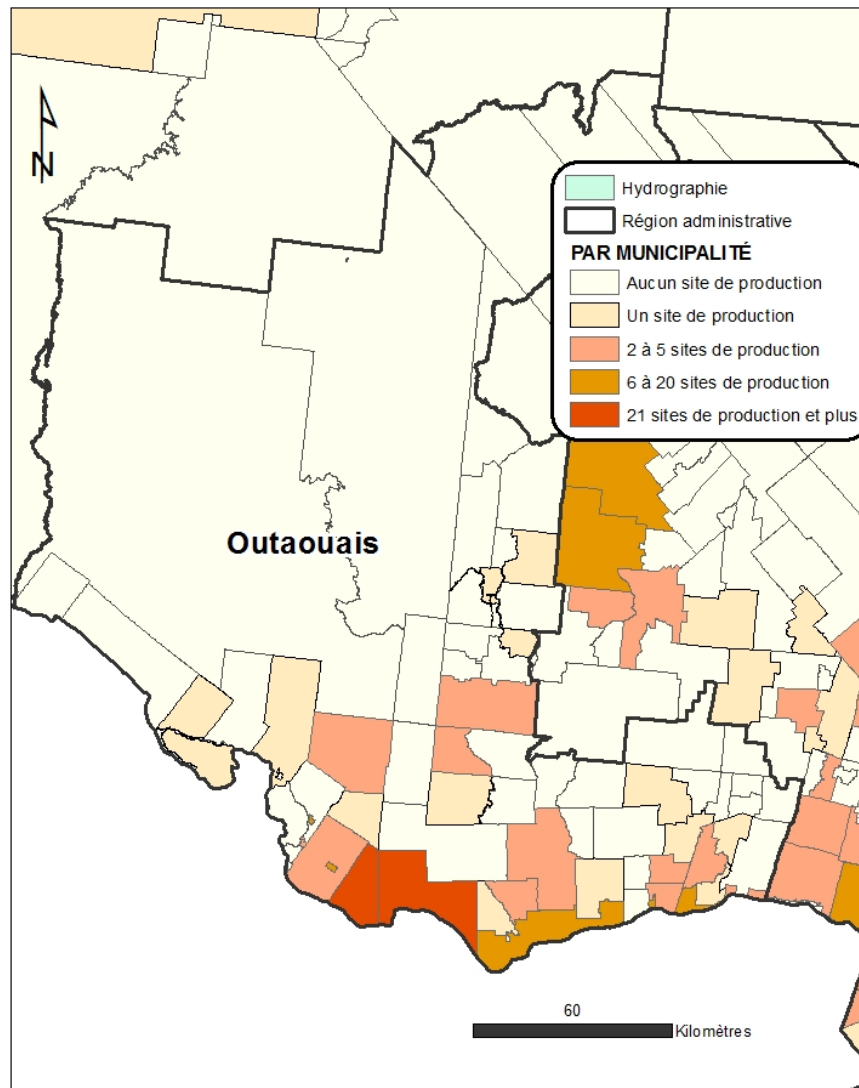 N
Hydrographie
Région administrative
PAR MUNICIPALITÉ
Aucun site de production
Un site de production
2 à 5 sites de production
6 à 20 sites de production
21 sites de production et plus
Outaouais
60
Kilomètres